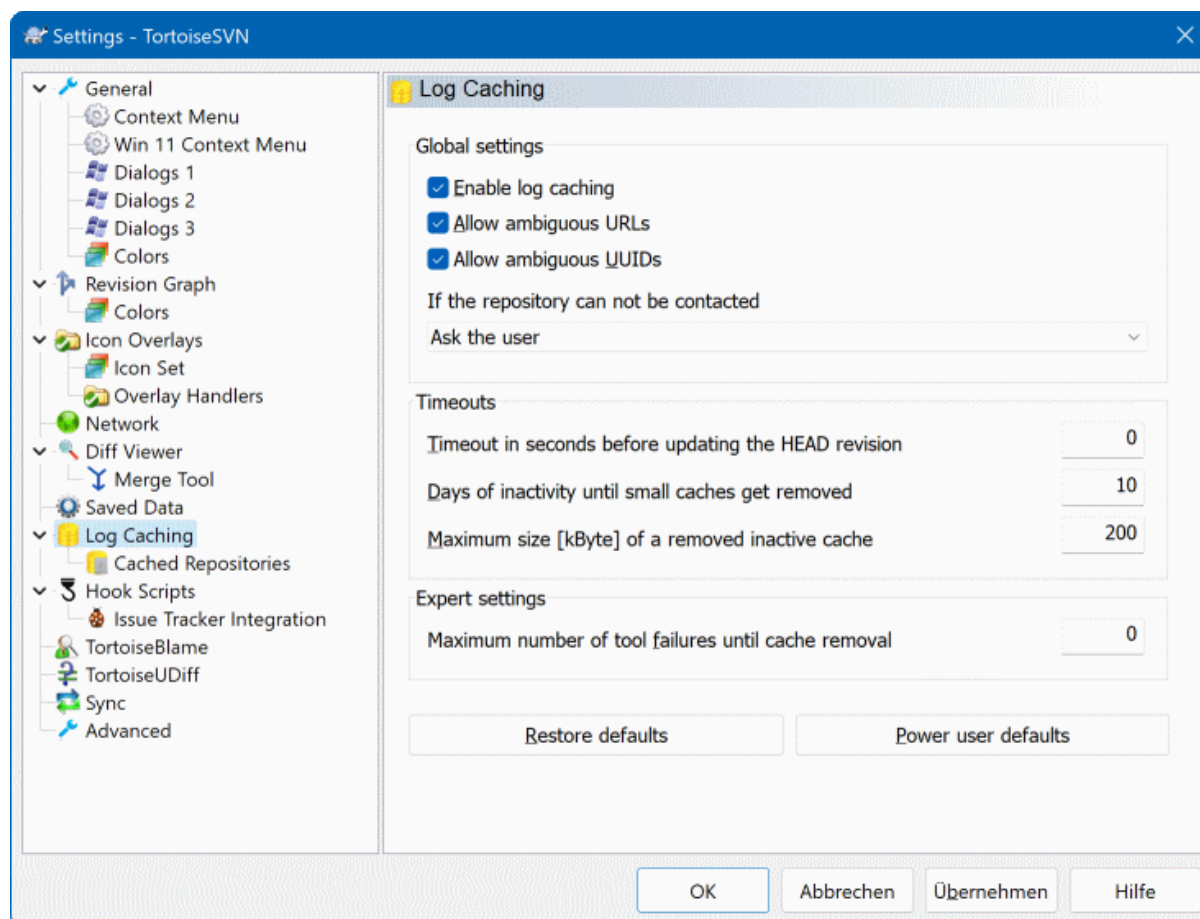 Settings - TortoiseSVN
General
Context Menu
Win 11 Context Menu
Dialogs 1
Dialogs 2
Dialogs 3
Colors
Revision Graph
Colors
Icon Overlays
Icon Set
Overlay Handlers
Network
Diff Viewer
Merge Tool
Saved Data
Log Caching
Cached Repositories
Hook Scripts
Issue Tracker Integration
TortoiseBlame
TortoiseUDiff
Sync
Advanced
Log Caching
Global settings
Enable log caching
Allow ambiguous URLs
Allow ambiguous UUIDs
If the repository can not be contacted
Ask the user
Timeouts
Timeout in seconds before updating the HEAD revision 0
Days of inactivity until small caches get removed 10
Maximum size [kByte] of a removed inactive cache 200
Expert settings
Maximum number of tool failures until cache removal 0
Restore defaults Power user defaults
OK Abbrechen Übernehmen Hilfe